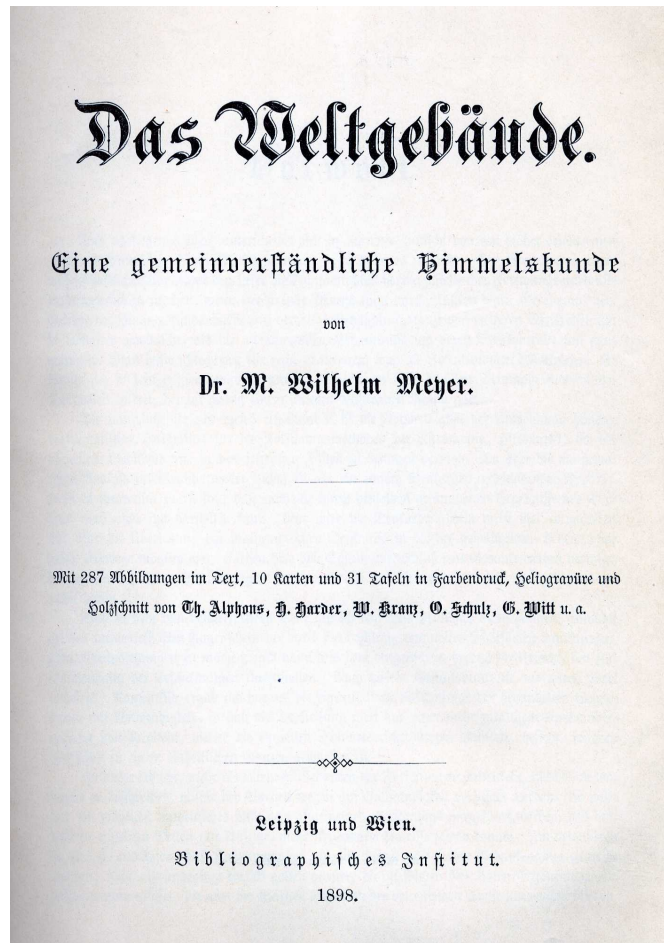 Das Weltgebäude.
Eine gemeinverständliche Himmelskunde
von
Dr. M. Wilhelm Meyer.
Mit 287 Abbildungen im Text, 10 Karten und 31 Tafeln in Farbendruck, Heliogravüre und
Holzschnitt von Th. Alphons, H. Harder, W. Kranz, O. Schulz, G. Witt u. a.
Leipzig und Wien.
Bibliographisches Institut.
1898.